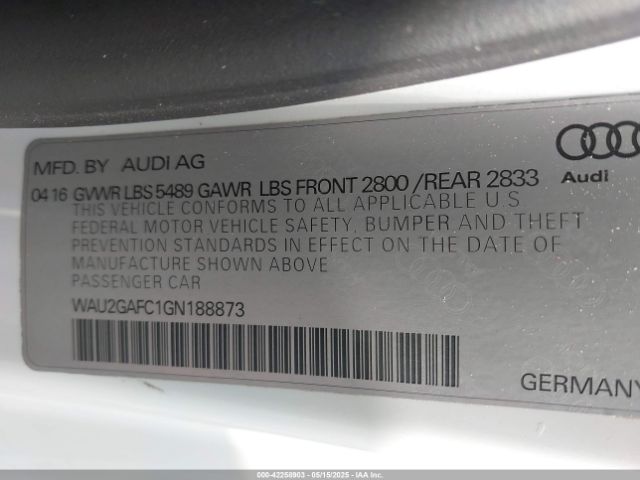 MFD. BY AUDI AG
04 16 GVWR LBS 5489 GAWR LBS FRONT 2800 /REAR 2833
THIS VEHICLE CONFORMS TO ALL APPLICABLE U S
FEDERAL MOTOR VEHICLE SAFETY, BUMPER AND THEFT
PREVENTION STANDARDS IN EFFECT ON THE DATE OF
MANUFACTURE SHOWN ABOVE
PASSENGER CAR
Audi
WAU2GAFC1GN188873
GERMANY
000-42258903 - 05/15/2025 - IAAI.COM